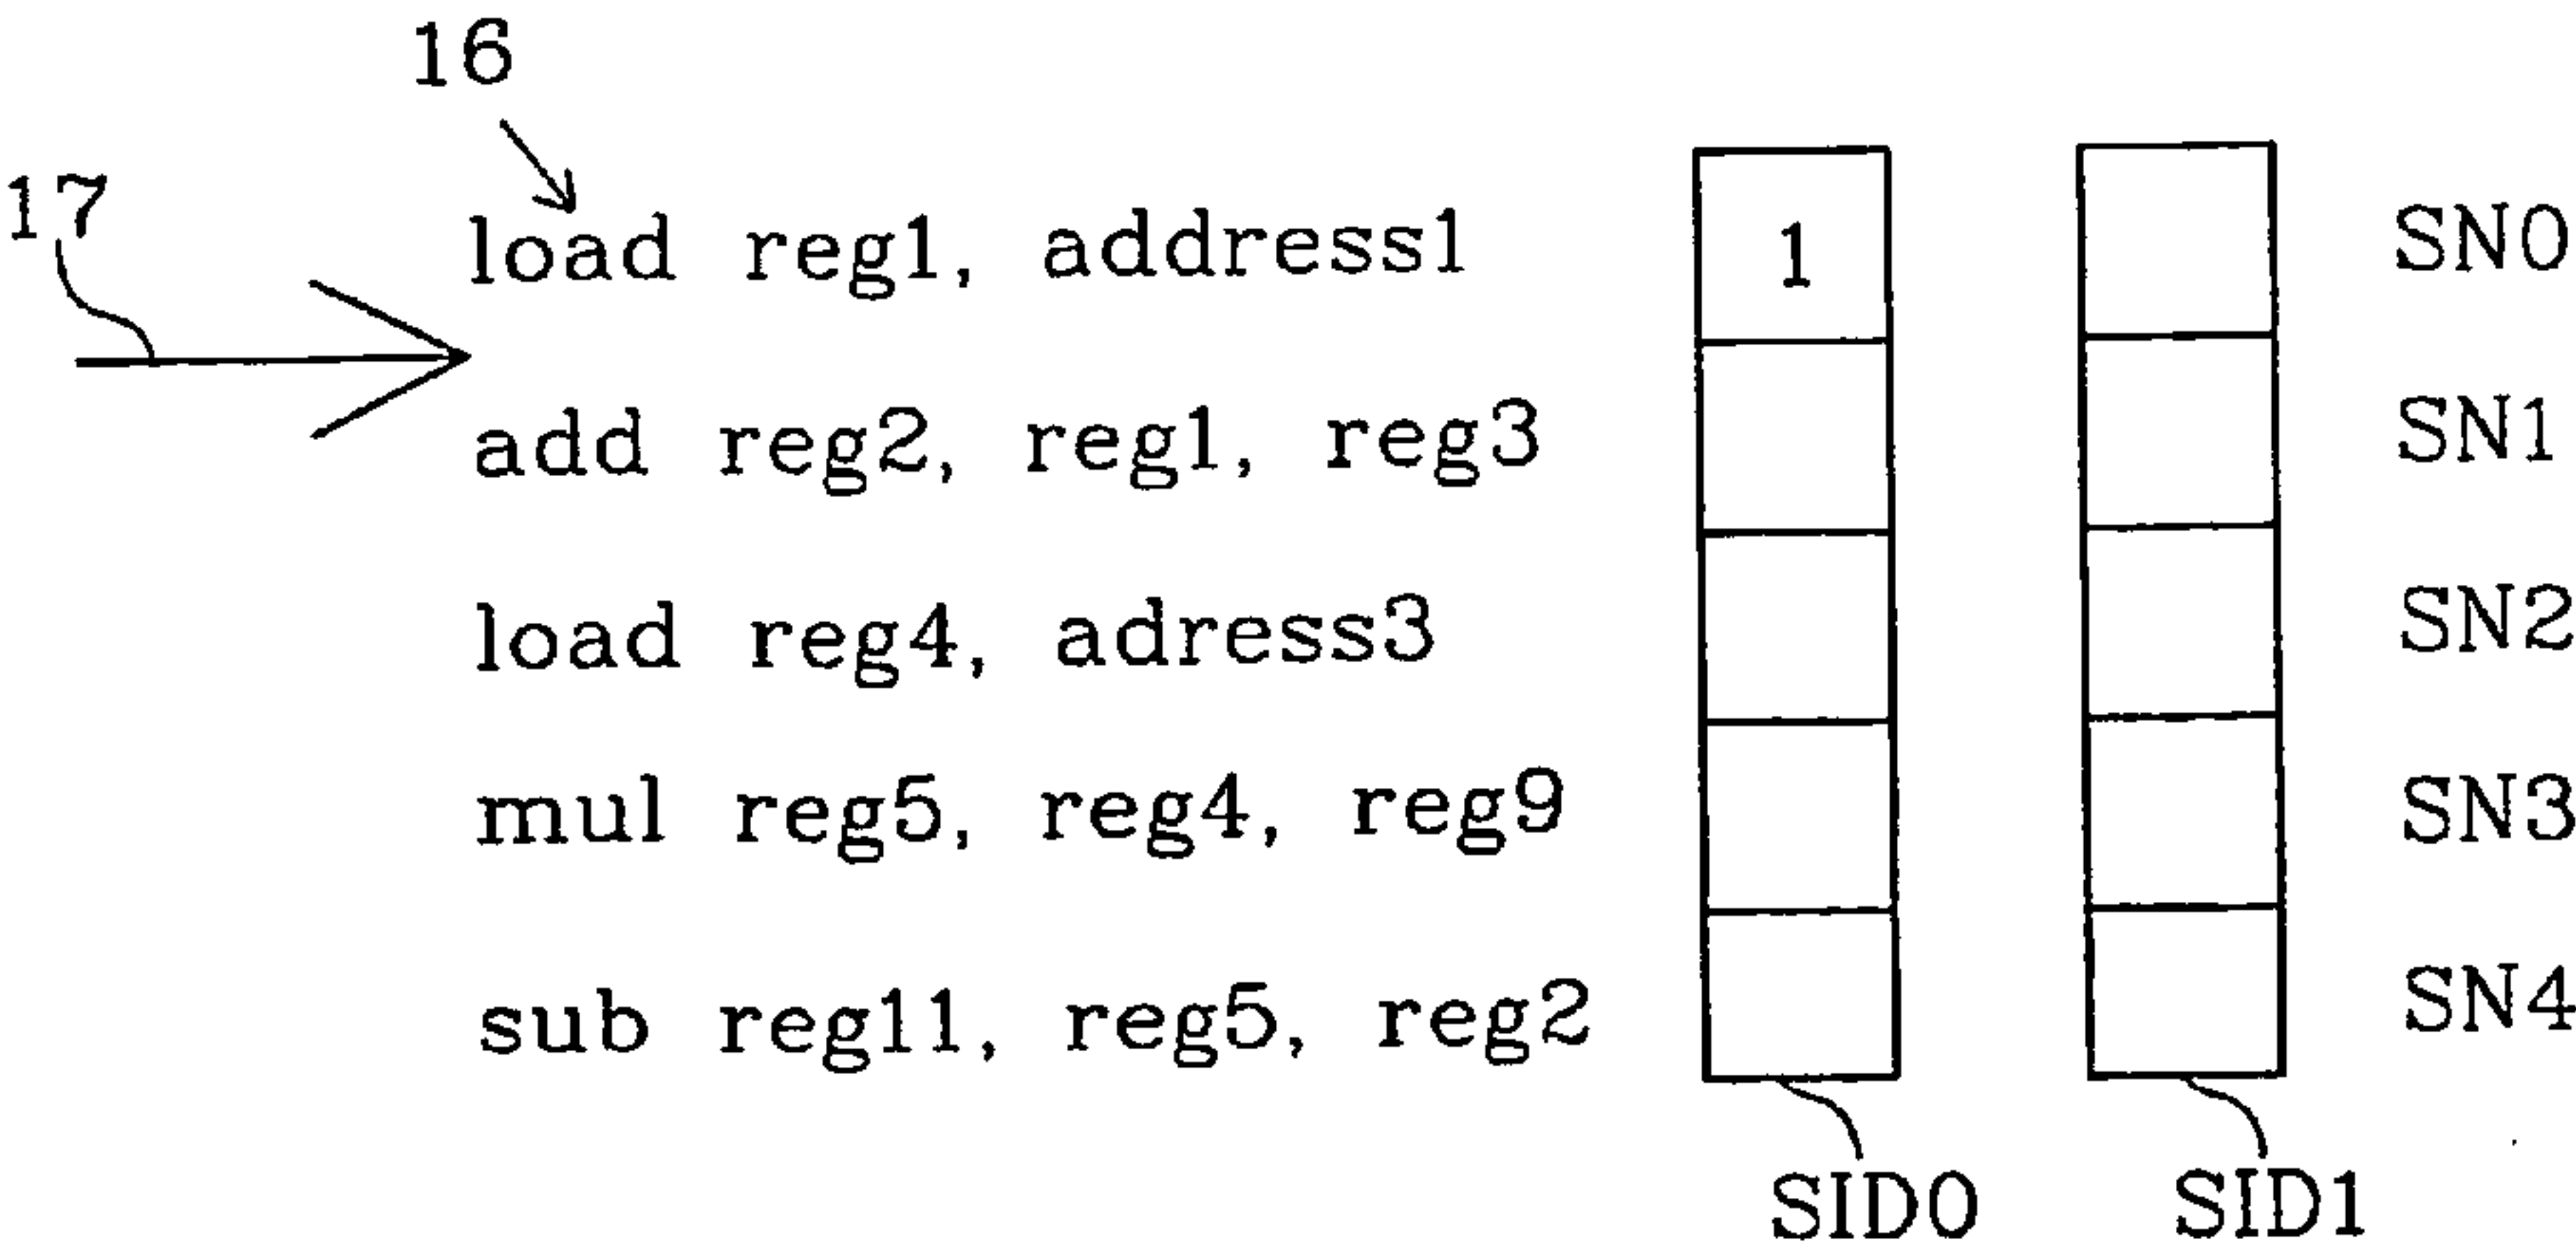 16
17
load reg1, address1 1 SN0
add reg2, reg1, reg3 SN1
load reg4, adress3 SN2
mul reg5, reg4, reg9 SN3
sub reg11, reg5, reg2 SN4
SID0 SID1